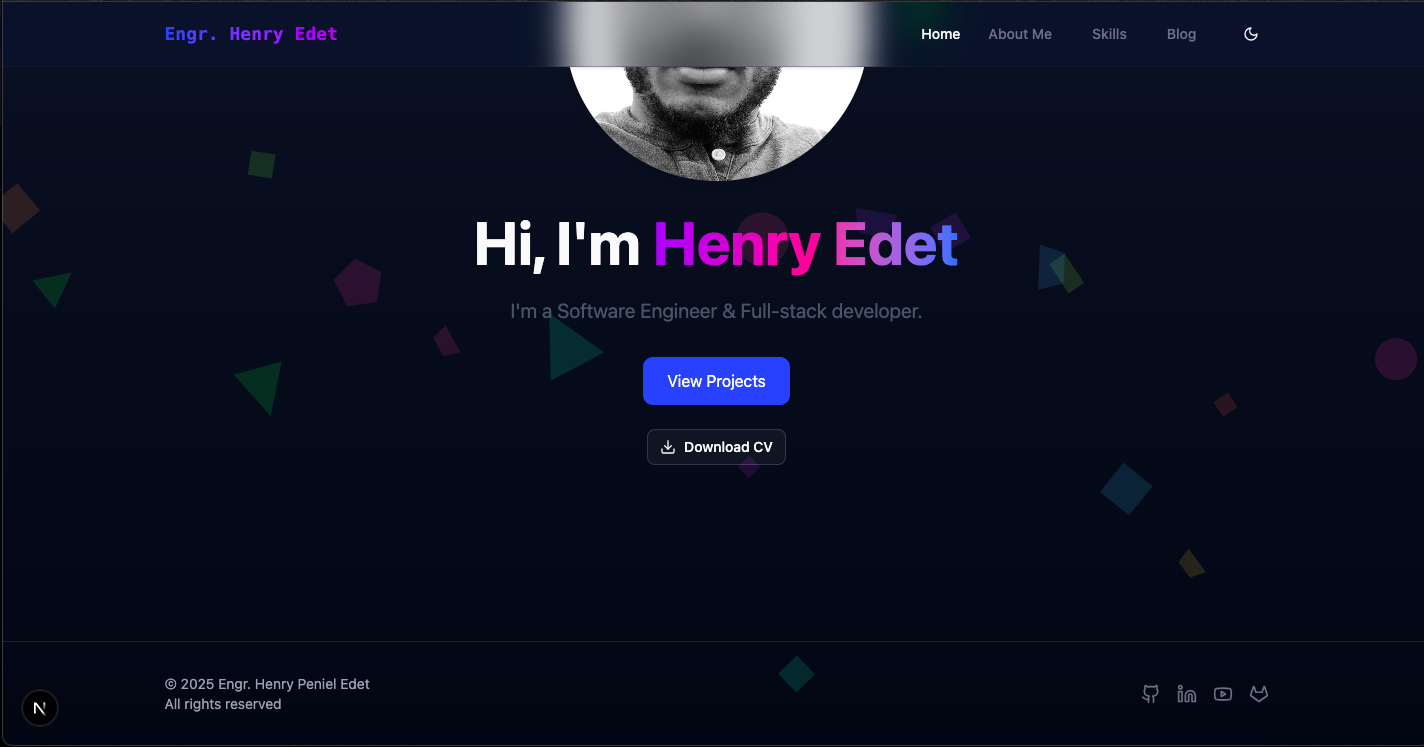 Engr. Henry Edet
Home
About Me
Skills
Blog
Hi, I'm Henry Edet
I'm a Software Engineer & Full-stack developer.
View Projects
Download CV
© 2025 Engr. Henry Peniel Edet
All rights reserved
N